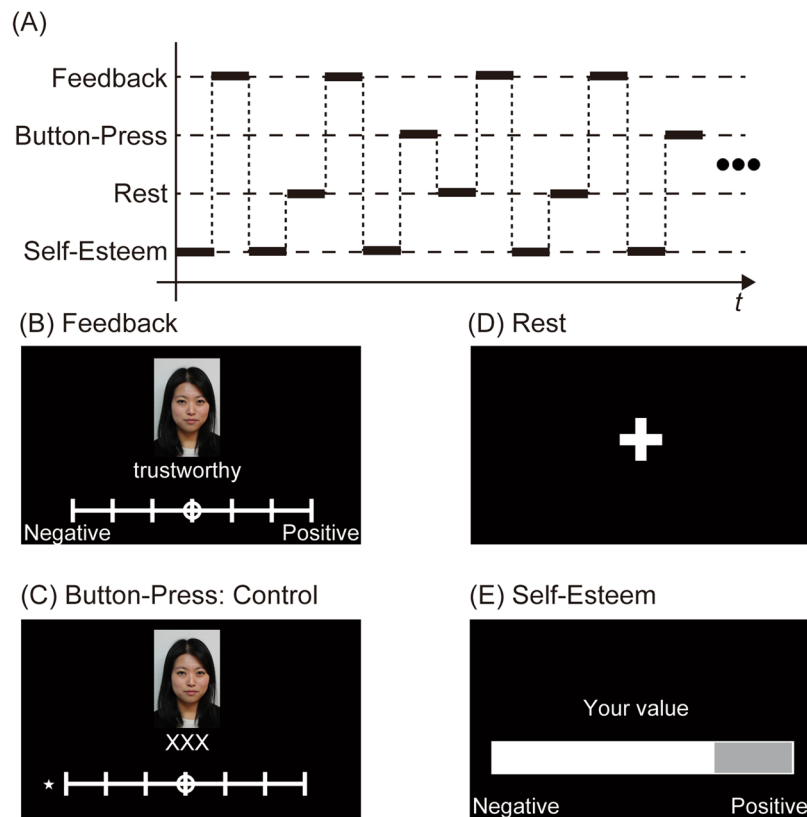 (A)
Feedback
Button-Press
Rest
Self-Esteem
t
(B) Feedback
trustworthy
Negative Positive
(D) Rest
(C) Button-Press: Control
XXX
(E) Self-Esteem
Your value
Negative Positive